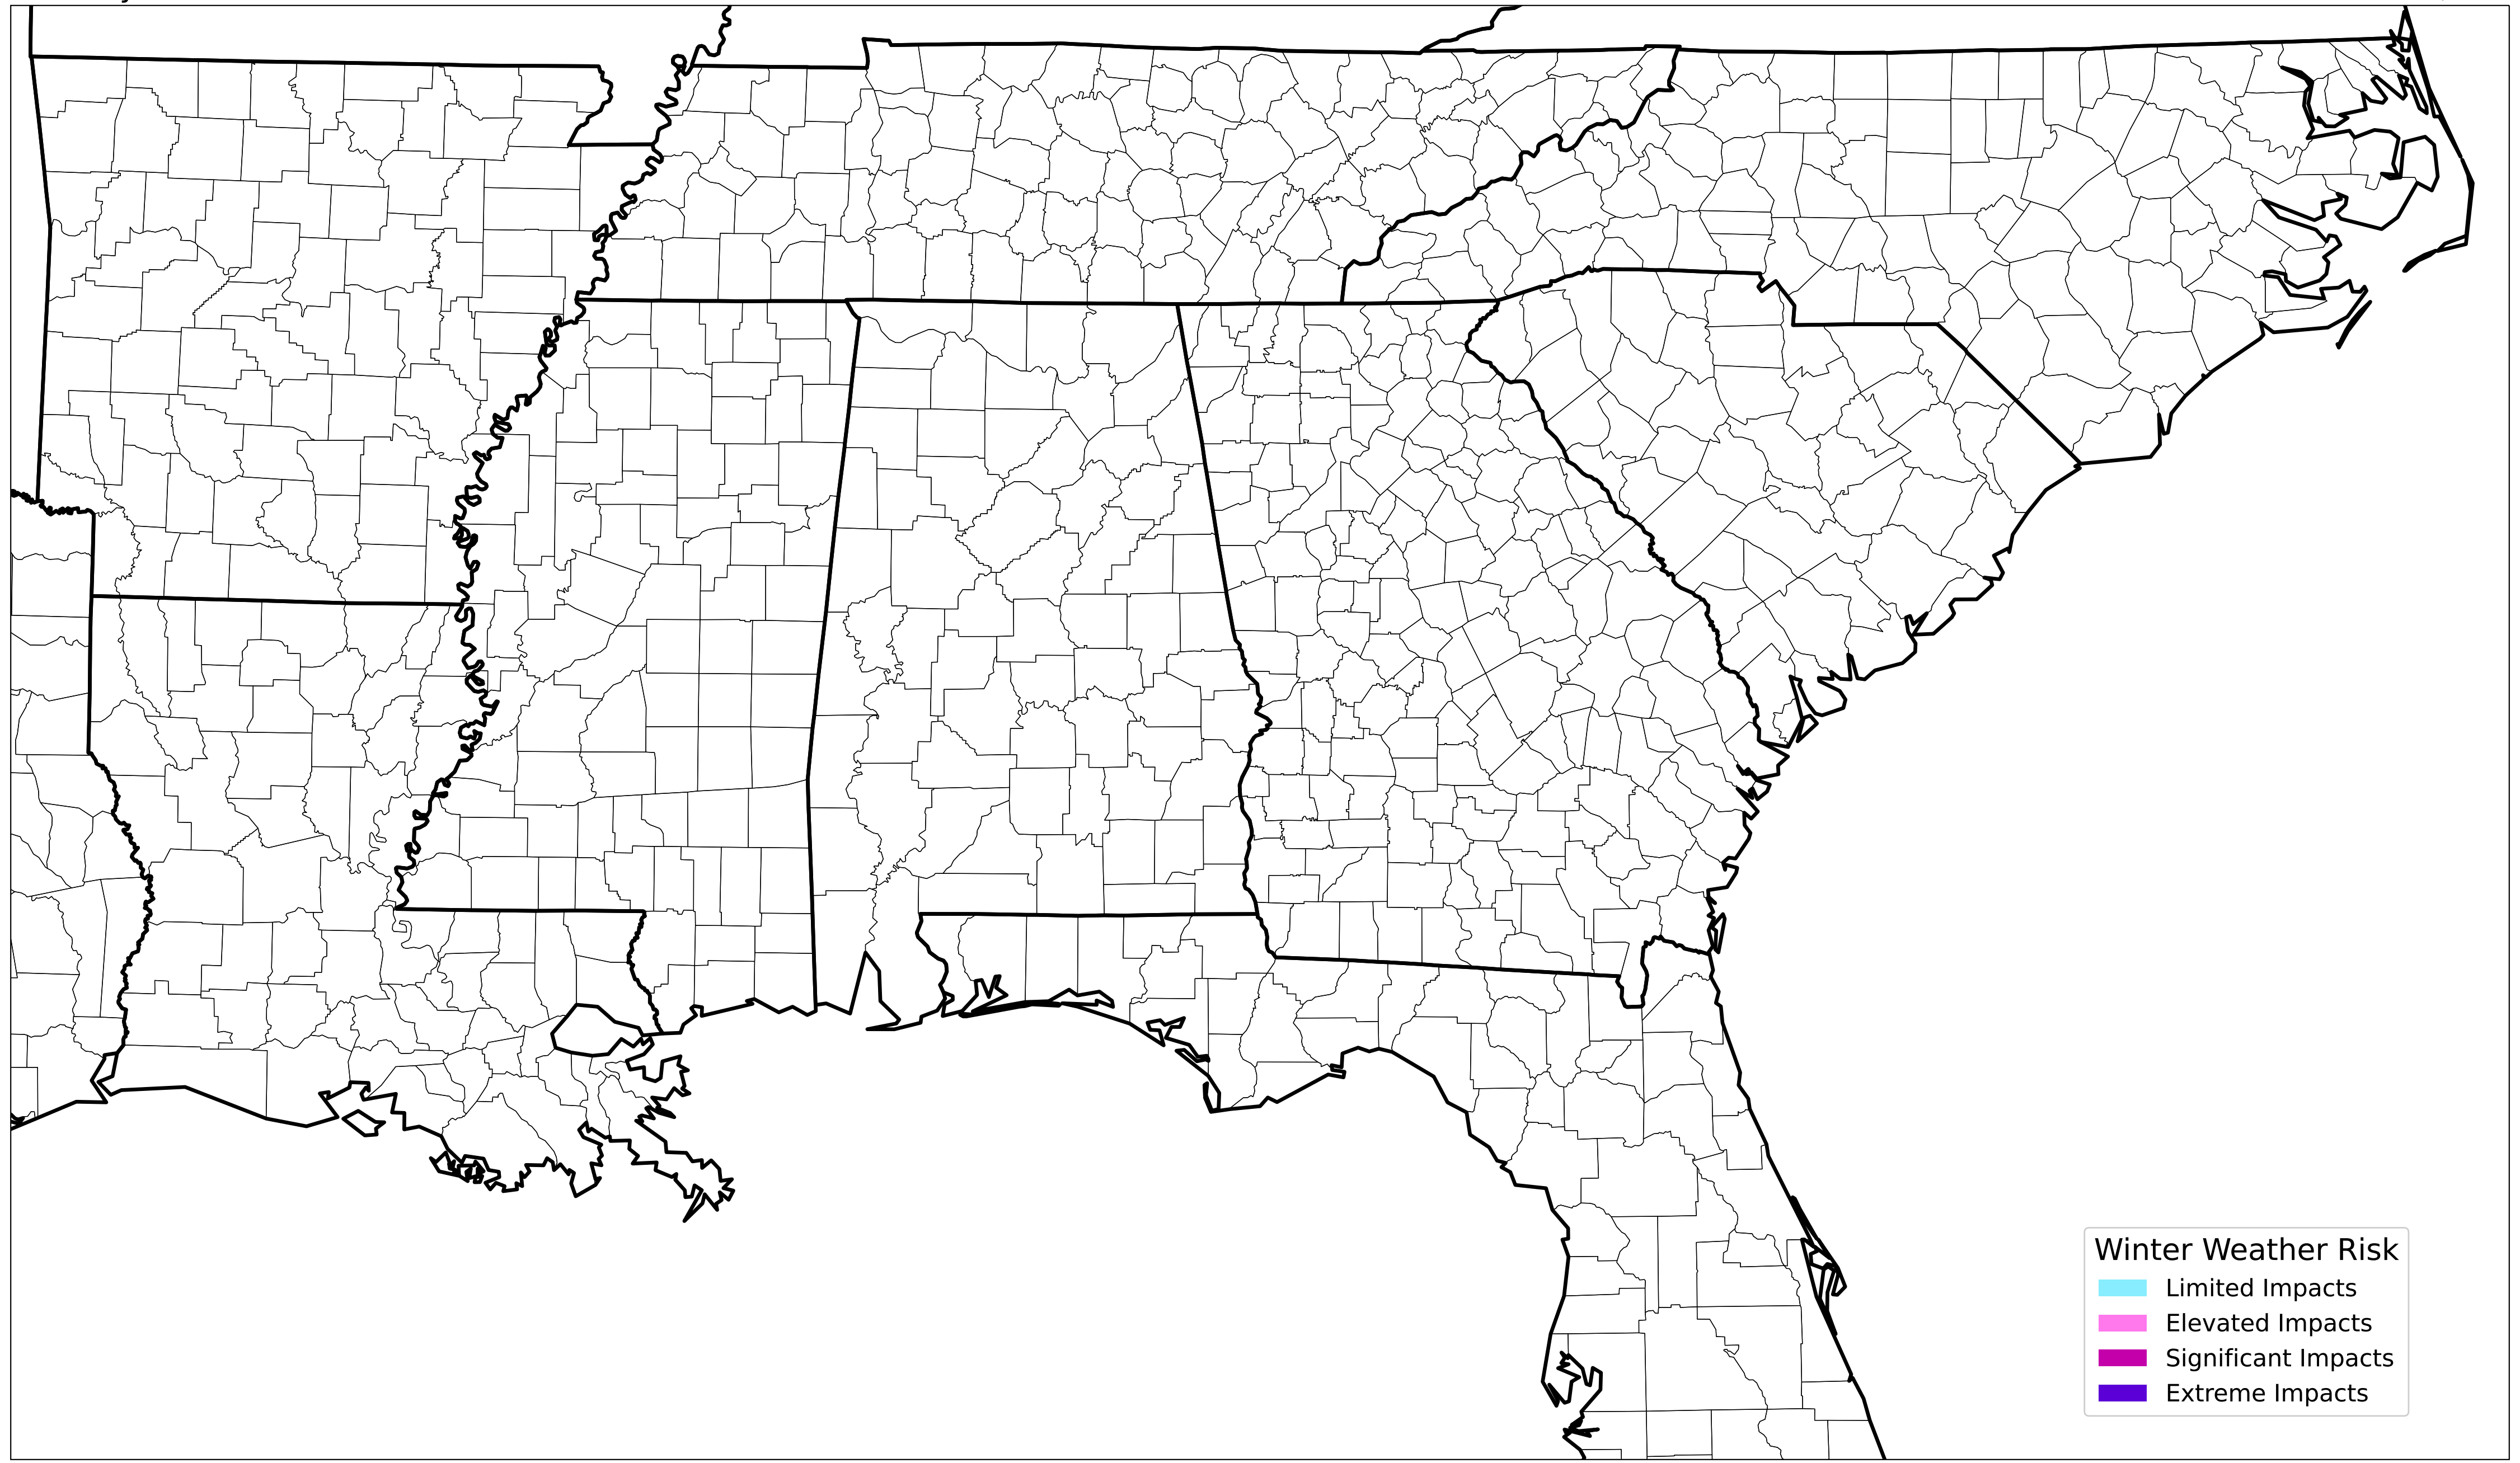 Winter Weather Risk
Limited Impacts
Elevated Impacts
Significant Impacts
Extreme Impacts